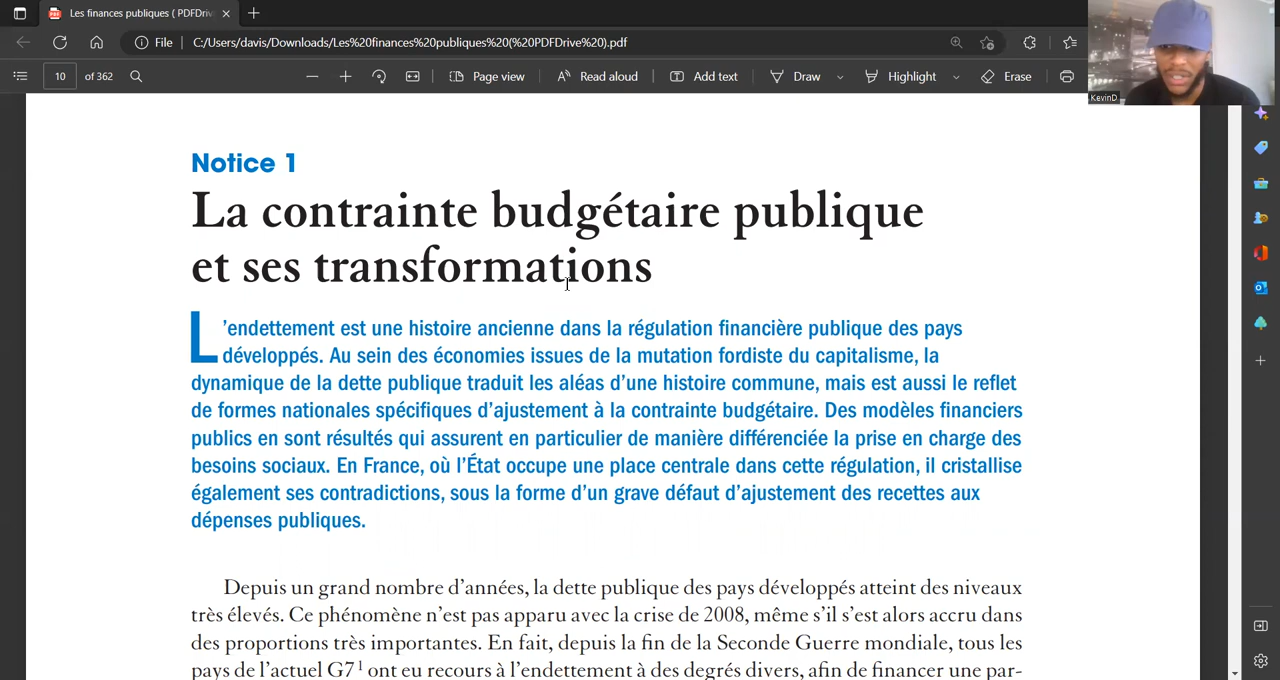 Les finances publiques ( PDFDriv
File C:/Users/davis/Downloads/Les%20finances%20publiques%20(%20PDFDrive%20).pdf
10 of 362 Page view Read aloud Add text Draw Highlight Erase
KevinD
Notice 1
La contrainte budgétaire publique
et ses transformations
L'endettement est une histoire ancienne dans la régulation financière publique des pays
développés. Au sein des économies issues de la mutation fordiste du capitalisme, la
dynamique de la dette publique traduit les aléas d'une histoire commune, mais est aussi le reflet
de formes nationales spécifiques d'ajustement à la contrainte budgétaire. Des modèles financiers
publics en sont résultés qui assurent en particulier de manière différenciée la prise en charge des
besoins sociaux. En France, où l'État occupe une place centrale dans cette régulation, il cristallise
également ses contradictions, sous la forme d'un grave défaut d'ajustement des recettes aux
dépenses publiques.
Depuis un grand nombre d'années, la dette publique des pays développés atteint des niveaux
très élevés. Ce phénomène n'est pas apparu avec la crise de 2008, même s'il s'est alors accru dans
des proportions très importantes. En fait, depuis la fin de la Seconde Guerre mondiale, tous les
pays de l'actuel G7¹ ont eu recours à l'endettement à des degrés divers, afin de financer une par-